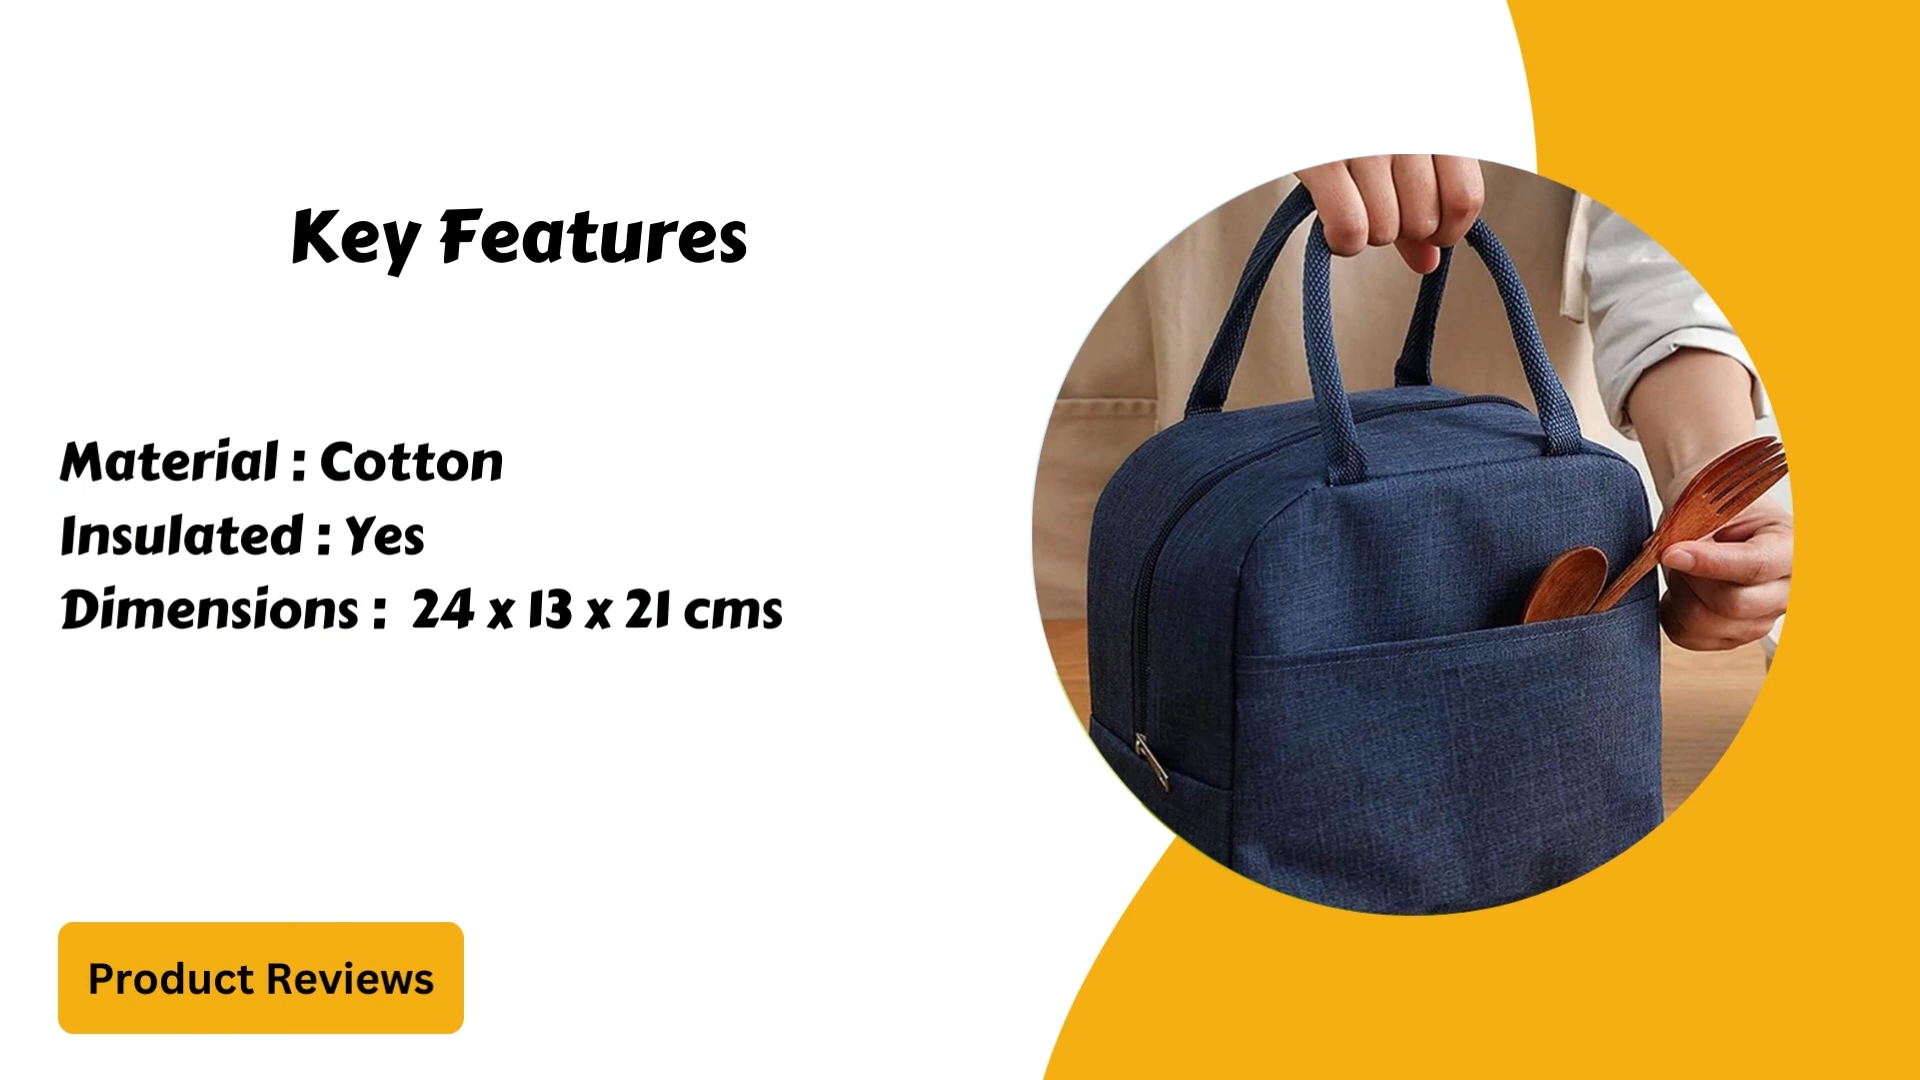 Key Features
Material : Cotton
Insulated : Yes
Dimensions :  24 x 13 x 21 cms
Product Reviews